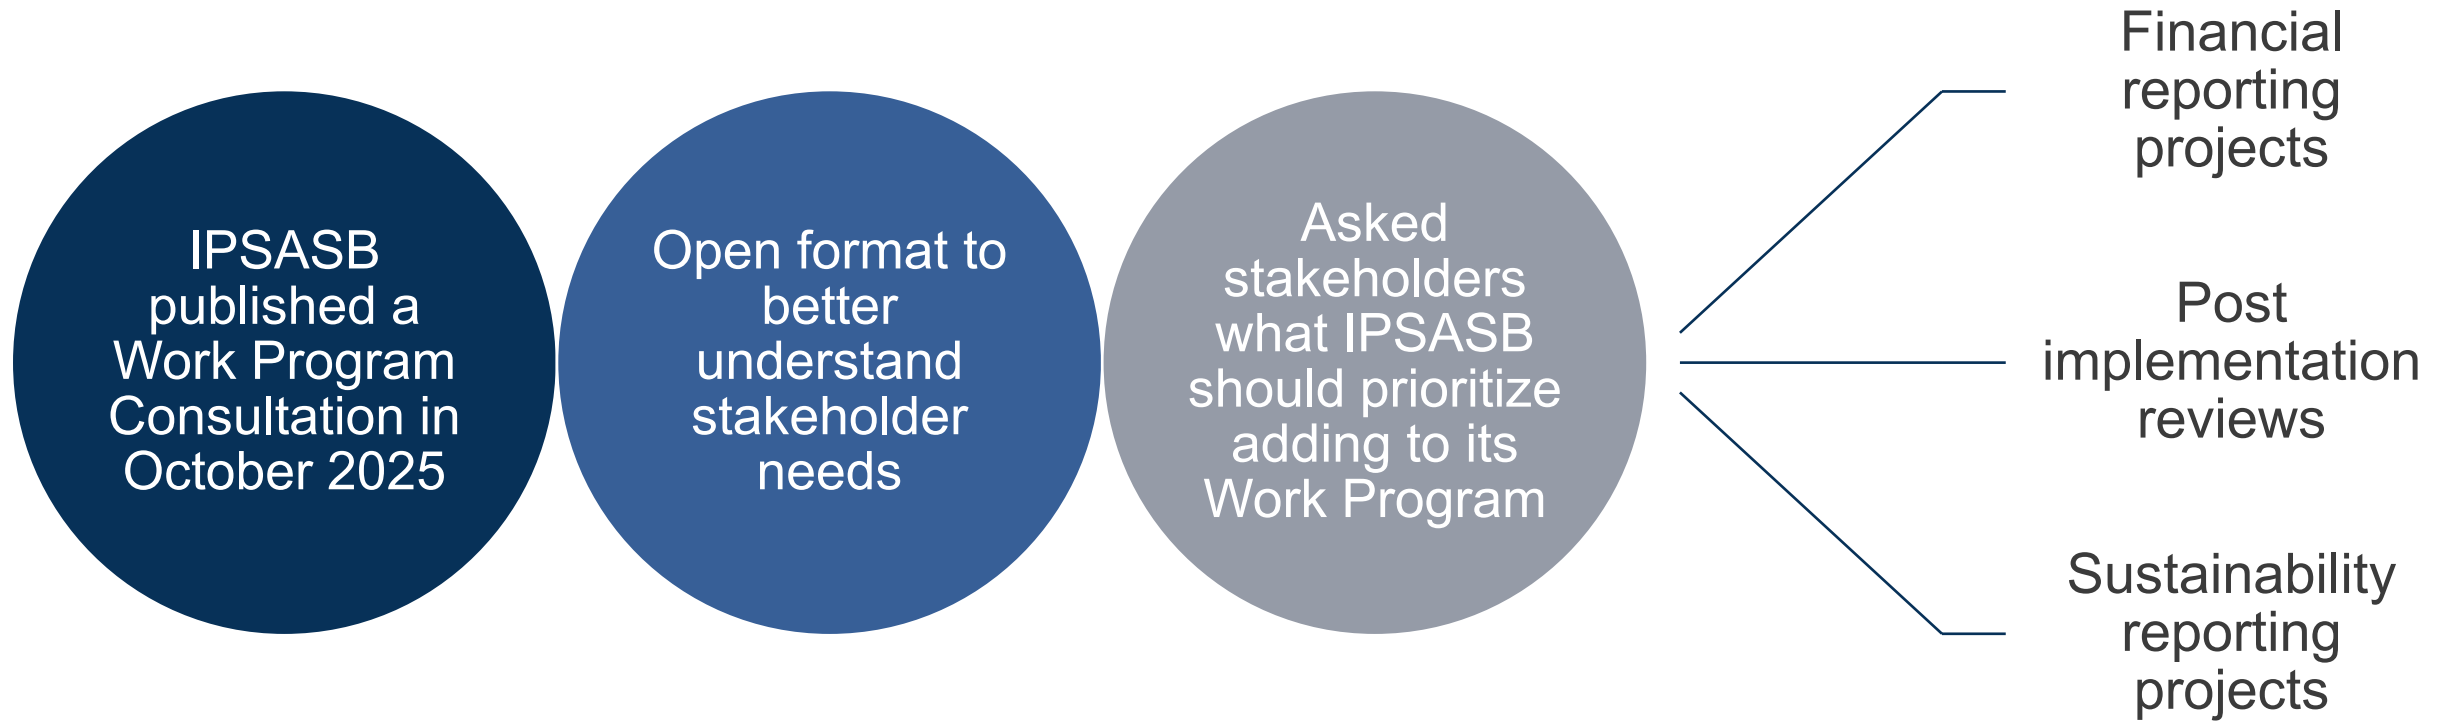 IPSASB
published a
Work Program
Consultation in
October 2025
Open format to
better
understand
stakeholder
needs
Asked
stakeholders
what IPSASB
should prioritize
adding to its
Work Program
Financial
reporting
projects
Post
implementation
reviews
Sustainability
reporting
projects